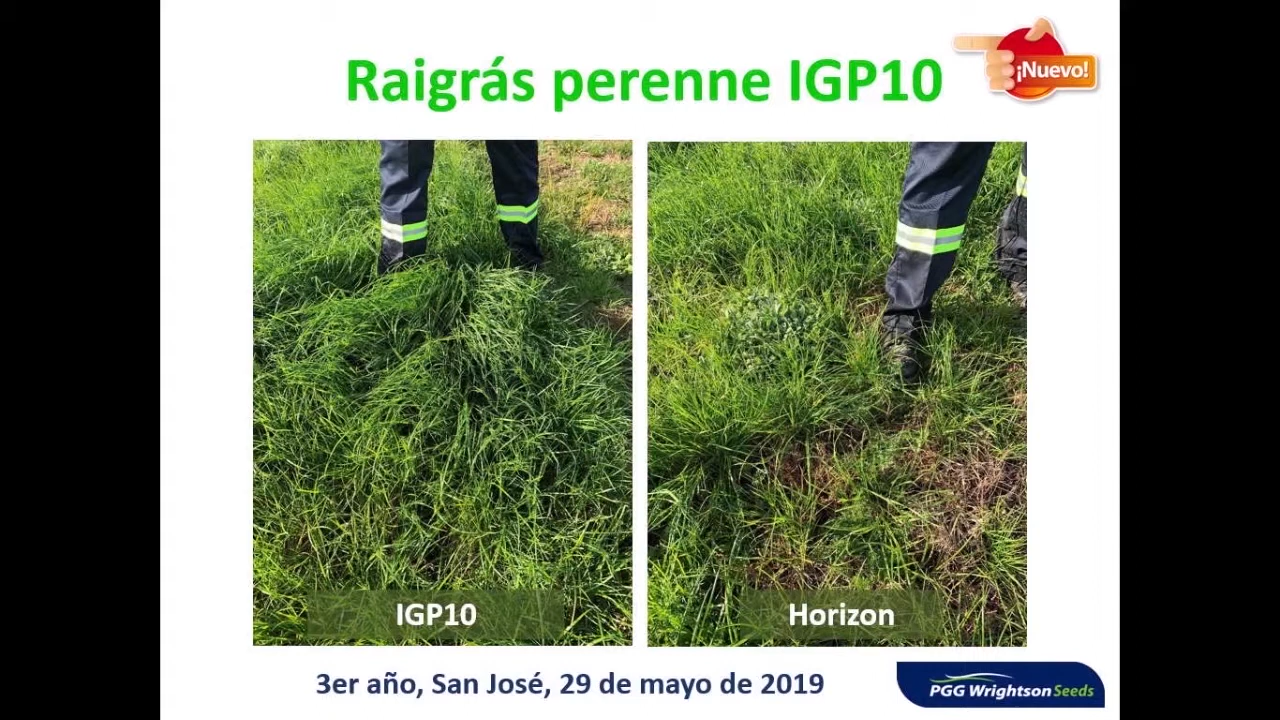 Raigrás perenne IGP10
¡Nuevo!
IGP10
Horizon
3er año, San José, 29 de mayo de 2019
PGG Wrightson Seeds